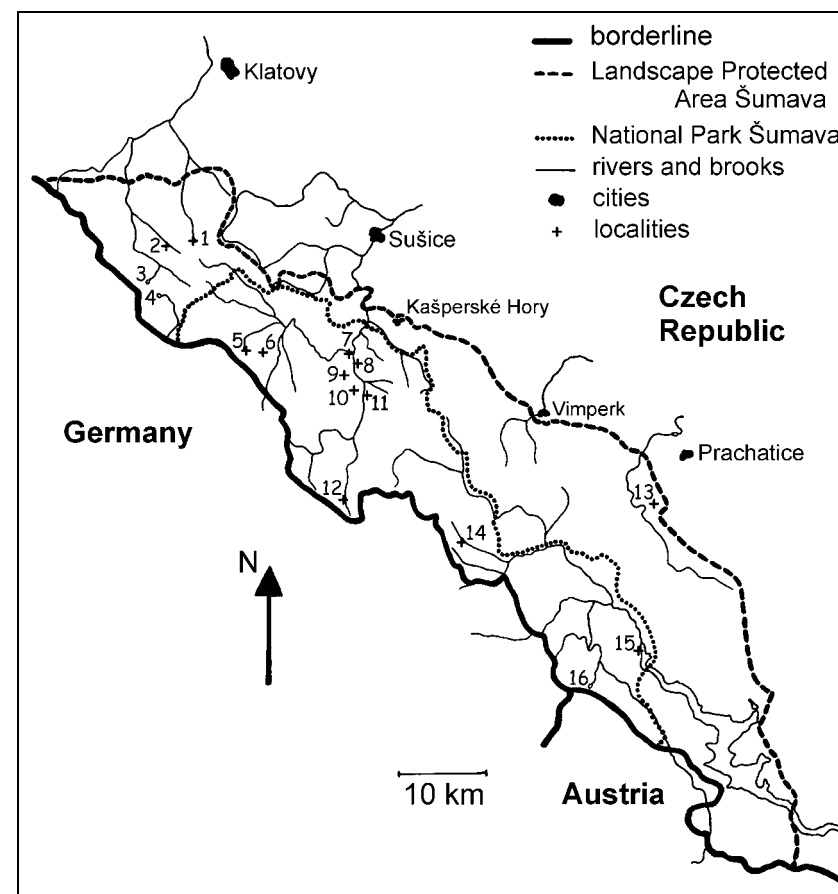 borderline
Landscape Protected
Area Šumava
National Park Šumava
rivers and brooks
cities
localities
Klatovy
Sušice
Kašperské Hory
Czech
Republic
Vimperk
Prachatice
Germany
Austria
N
10 km
1
2
3
4
5
6
7
8
9
10
11
12
13
14
15
16